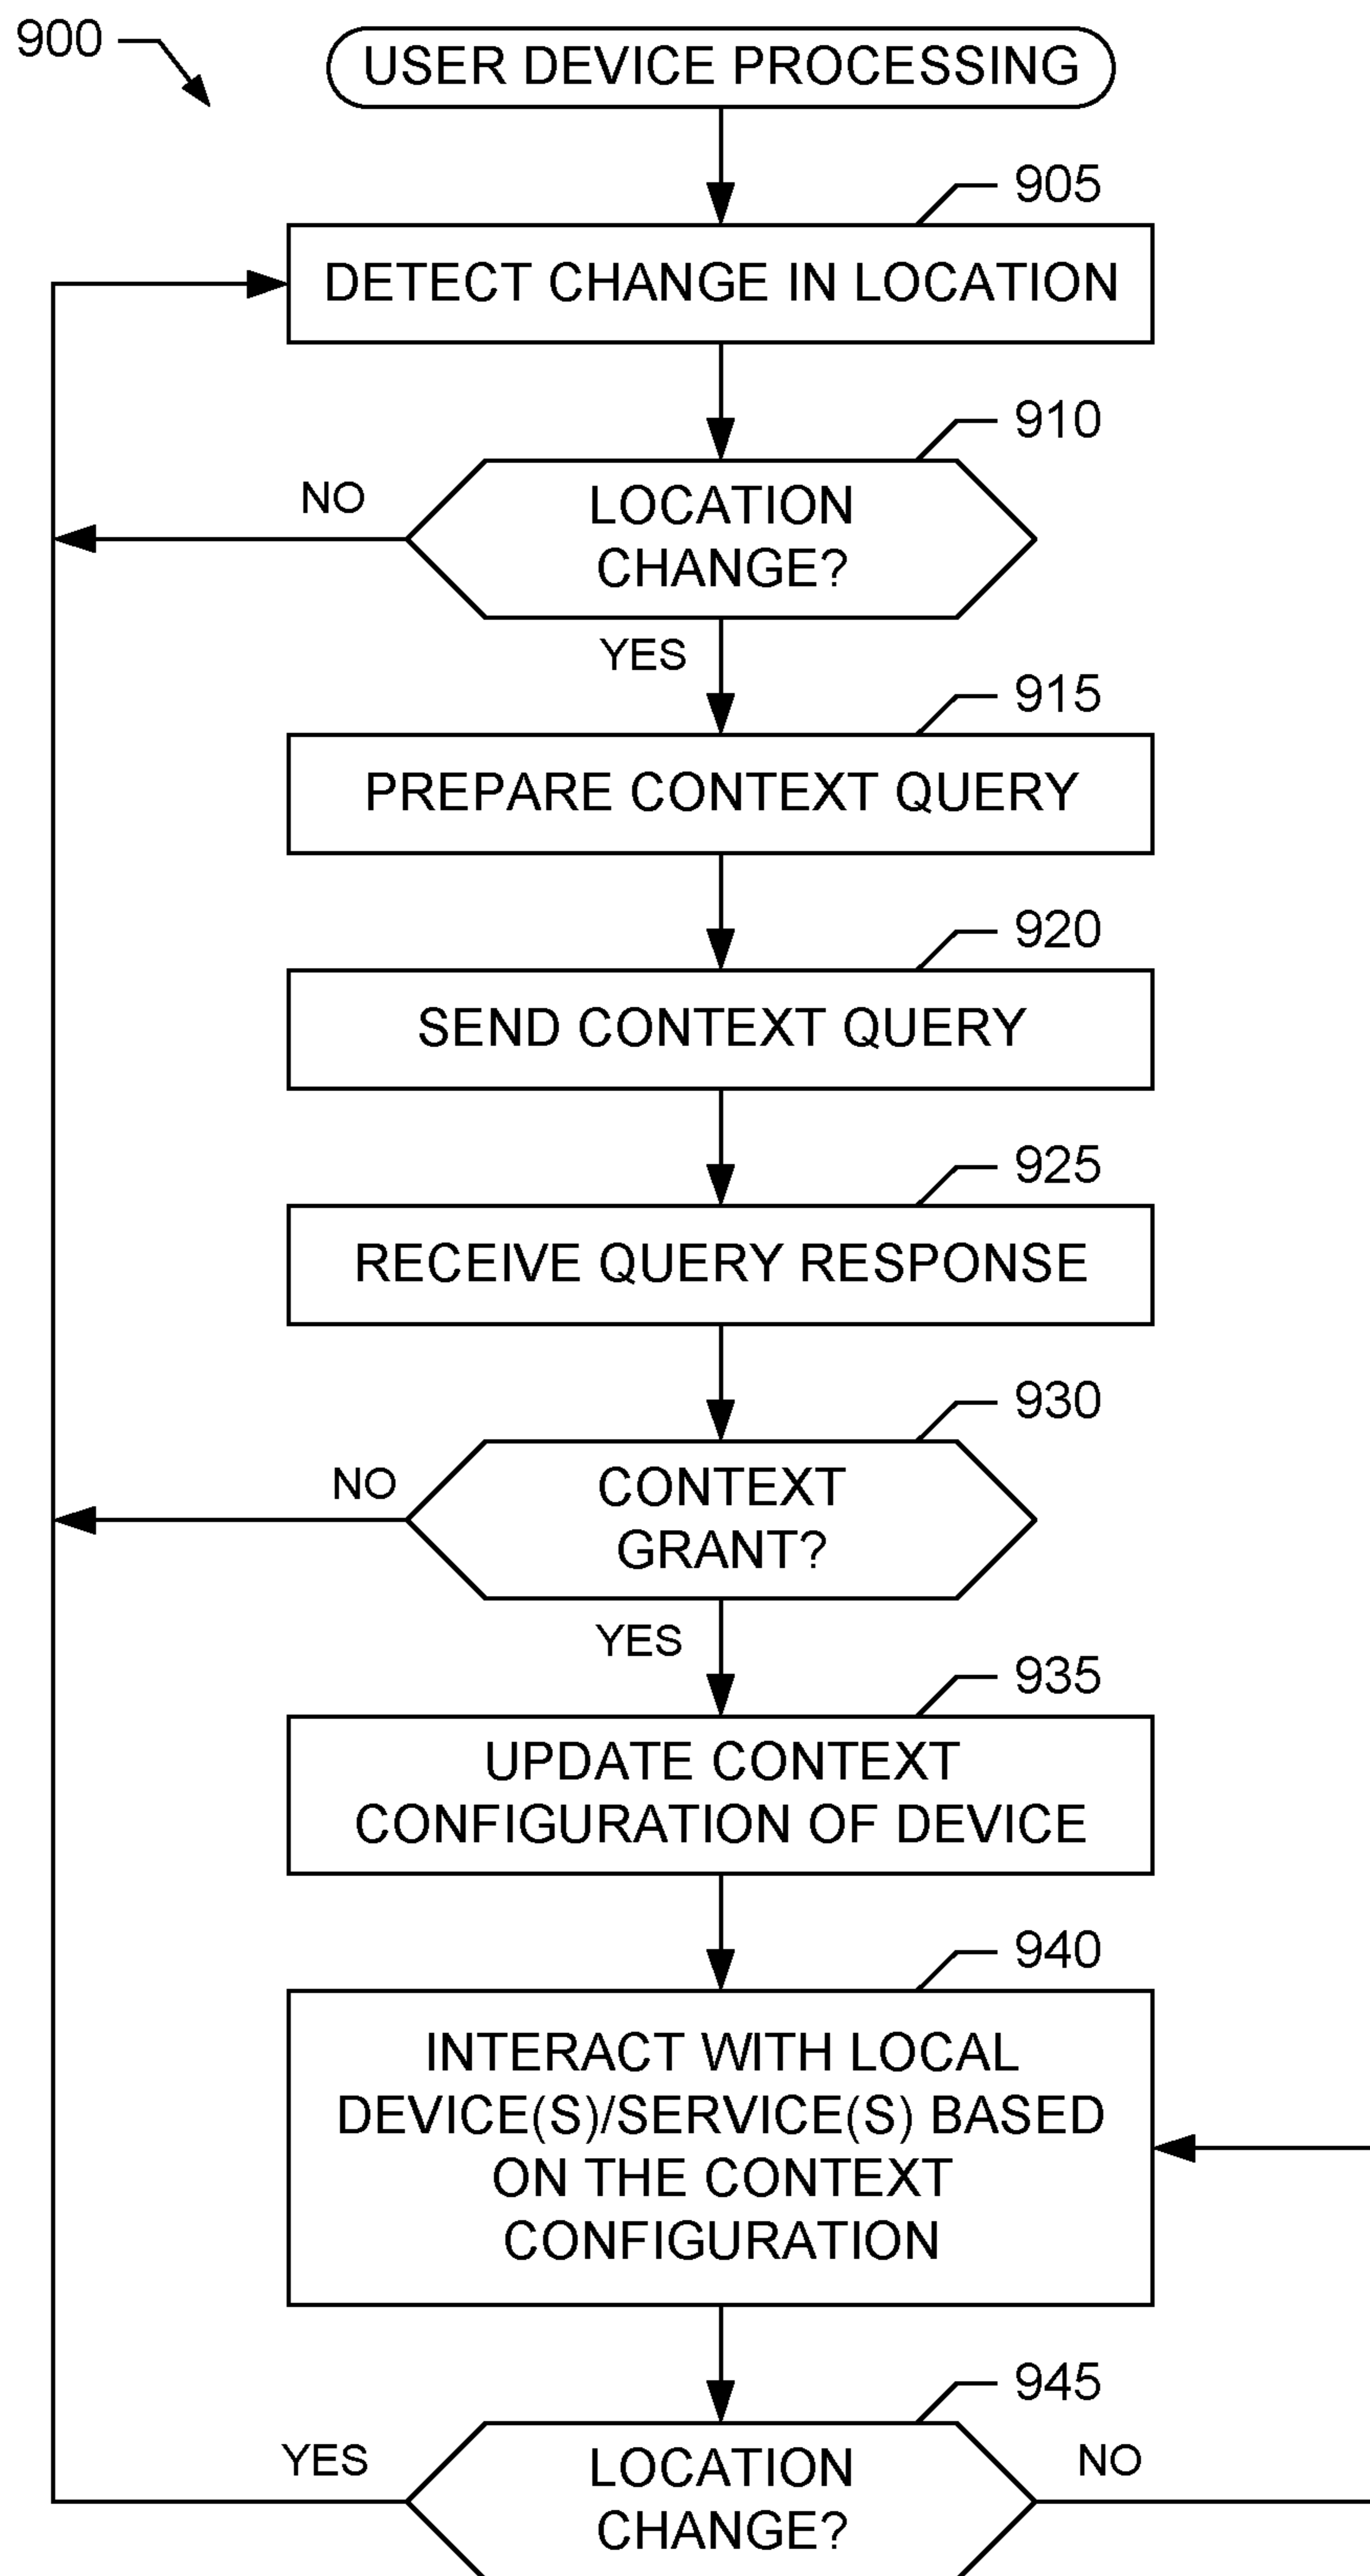 900
USER DEVICE PROCESSING
905
DETECT CHANGE IN LOCATION
910
NO
LOCATION
CHANGE?
YES
915
PREPARE CONTEXT QUERY
920
SEND CONTEXT QUERY
925
RECEIVE QUERY RESPONSE
930
NO
CONTEXT
GRANT?
YES
935
UPDATE CONTEXT
CONFIGURATION OF DEVICE
940
INTERACT WITH LOCAL
DEVICE(S)/SERVICE(S) BASED
ON THE CONTEXT
CONFIGURATION
945
YES
LOCATION
CHANGE?
NO